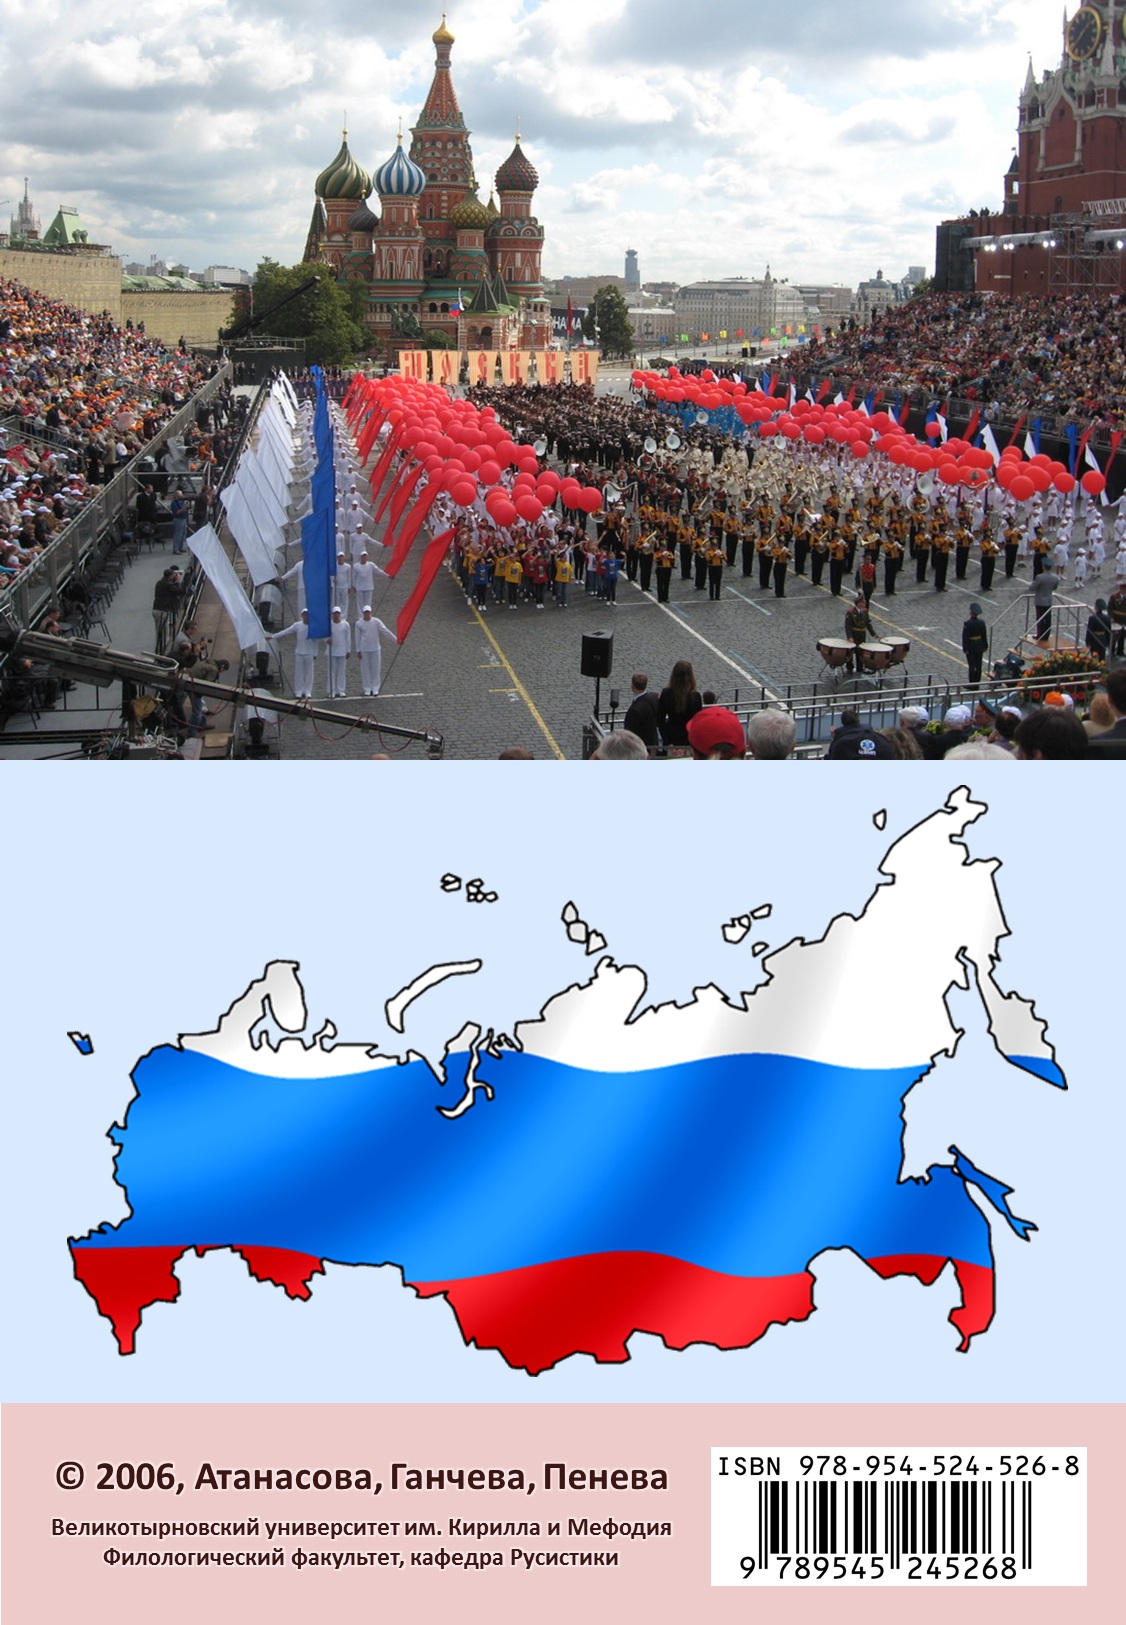 © 2006, Атанасова, Ганчева, Пенева
Великотырновский университет им. Кирилла и Мефодия
Филологический факультет, кафедра Русистики
ISBN 978-954-524-526-8
9 789545 245268